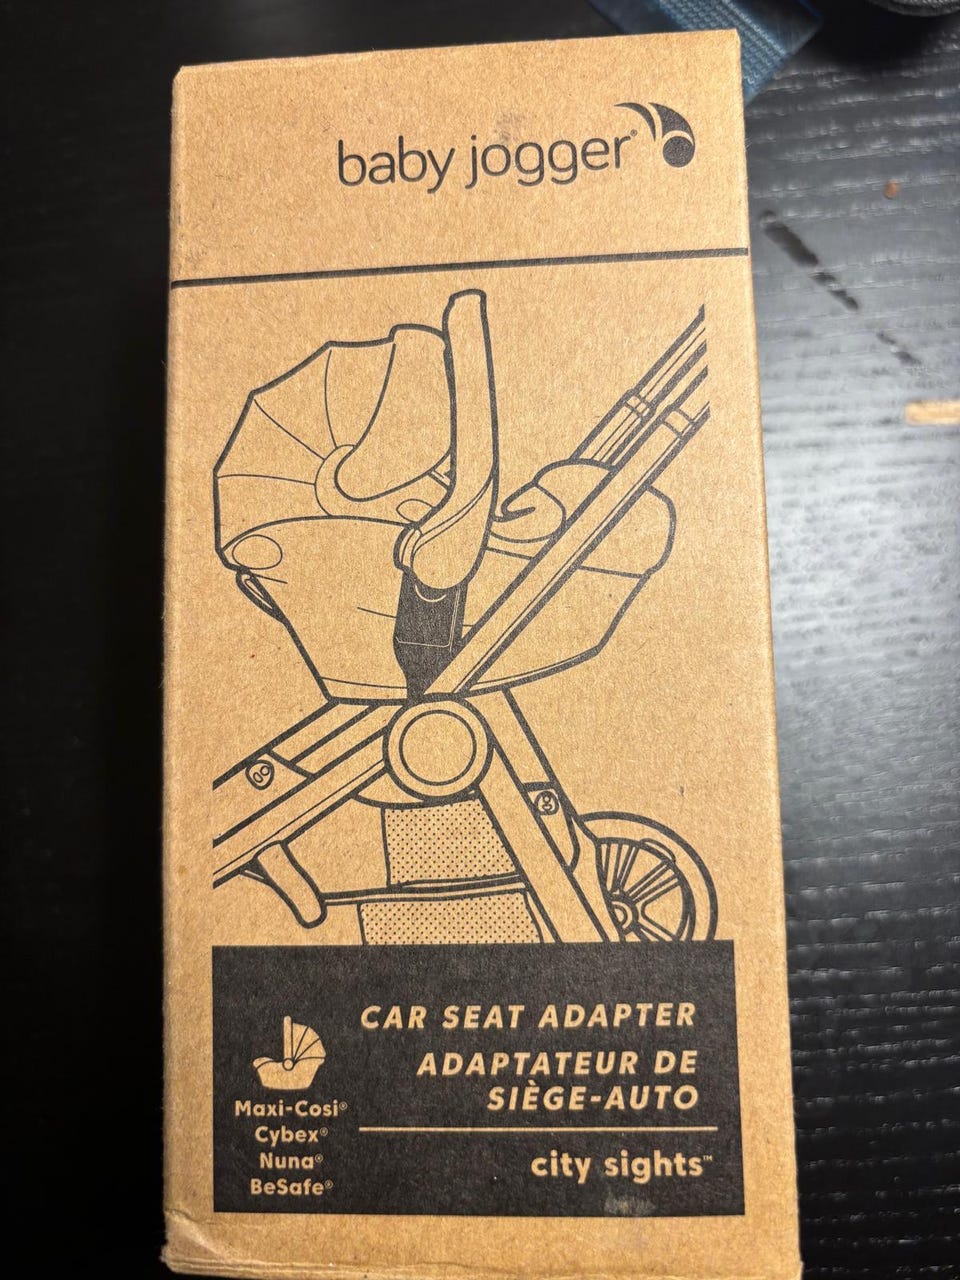 baby jogger®
CAR SEAT ADAPTER
ADAPTATEUR DE
SIÈGE-AUTO
Maxi-Cosi®
Cybex®
Nuna®
BeSafe®
city sights™